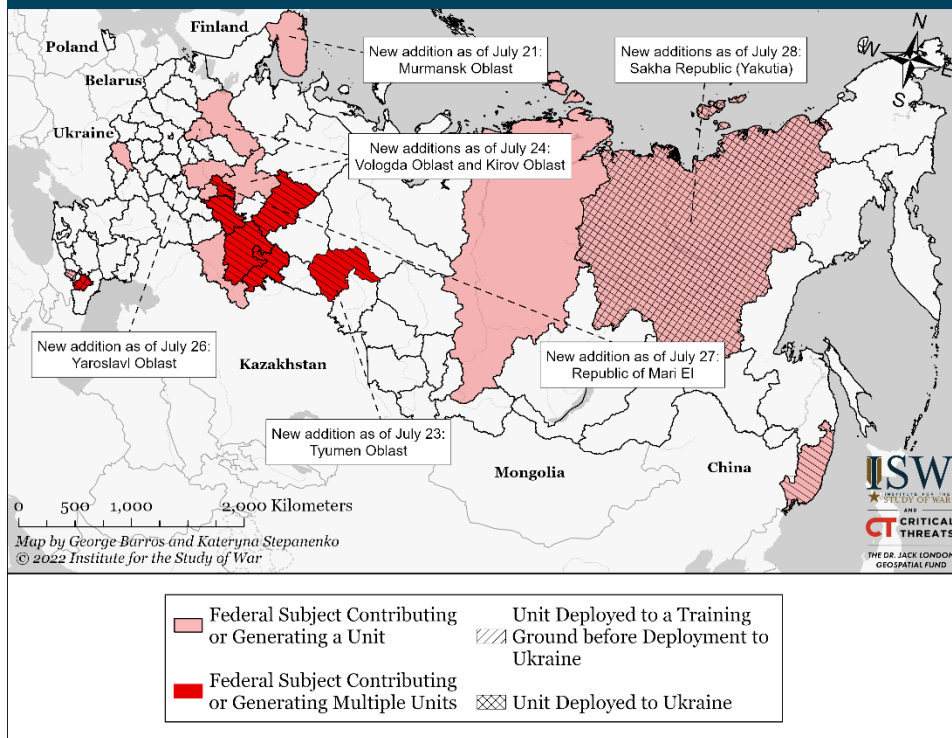 Finland
Poland
New addition as of July 21:
Murmansk Oblast
New additions as of July 28:
Sakha Republic (Yakutia)
N
W
E
S
Belarus
Ukraine
New additions as of July 24:
Vologda Oblast and Kirov Oblast
New addition as of July 26:
Yaroslavl Oblast
Kazakhstan
New addition as of July 27:
Republic of Mari El
New addition as of July 23:
Tyumen Oblast
Mongolia
China
0 500 1,000 2,000 Kilometers
Map by George Barros and Kateryna Stepanenko
© 2022 Institute for the Study of War
ISW
INSTITUTE FOR THE
STUDY OF WAR
AND
CT CRITICAL
THREATS
THE DR. JACK LONDON
GEOSPATIAL FUND
Federal Subject Contributing
or Generating a Unit
Federal Subject Contributing
or Generating Multiple Units
Unit Deployed to a Training
Ground before Deployment to
Ukraine
Unit Deployed to Ukraine